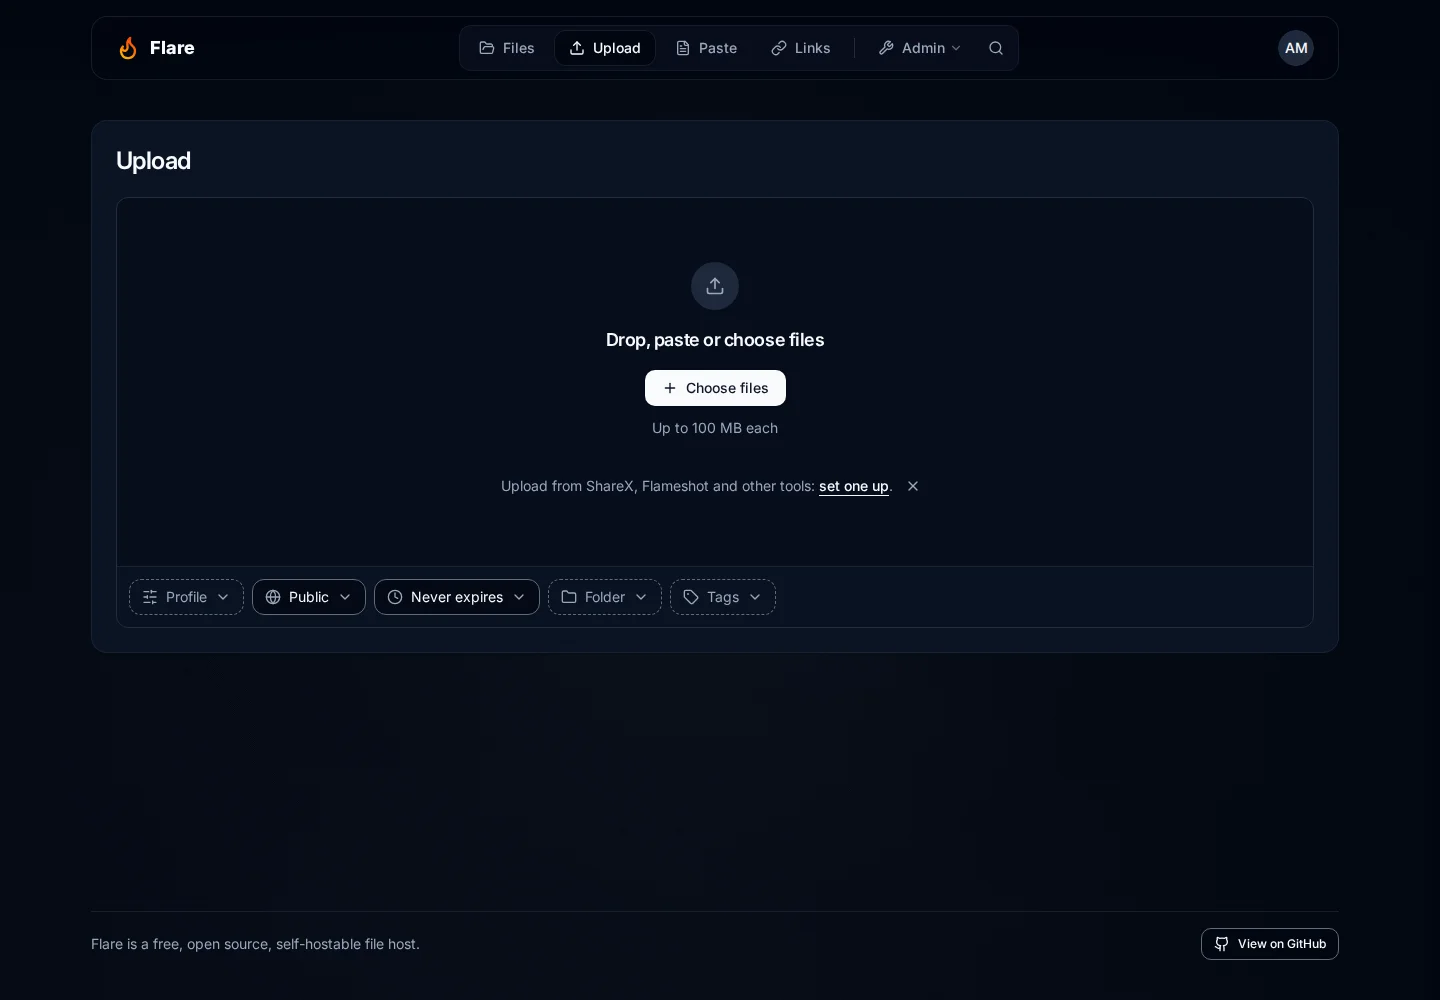 Flare
Files
Upload
Paste
Links
Admin
AM
Upload
Drop, paste or choose files
Choose files
Up to 100 MB each
Upload from ShareX, Flameshot and other tools: set one up.
Profile
Public
Never expires
Folder
Tags
Flare is a free, open source, self-hostable file host.
View on GitHub